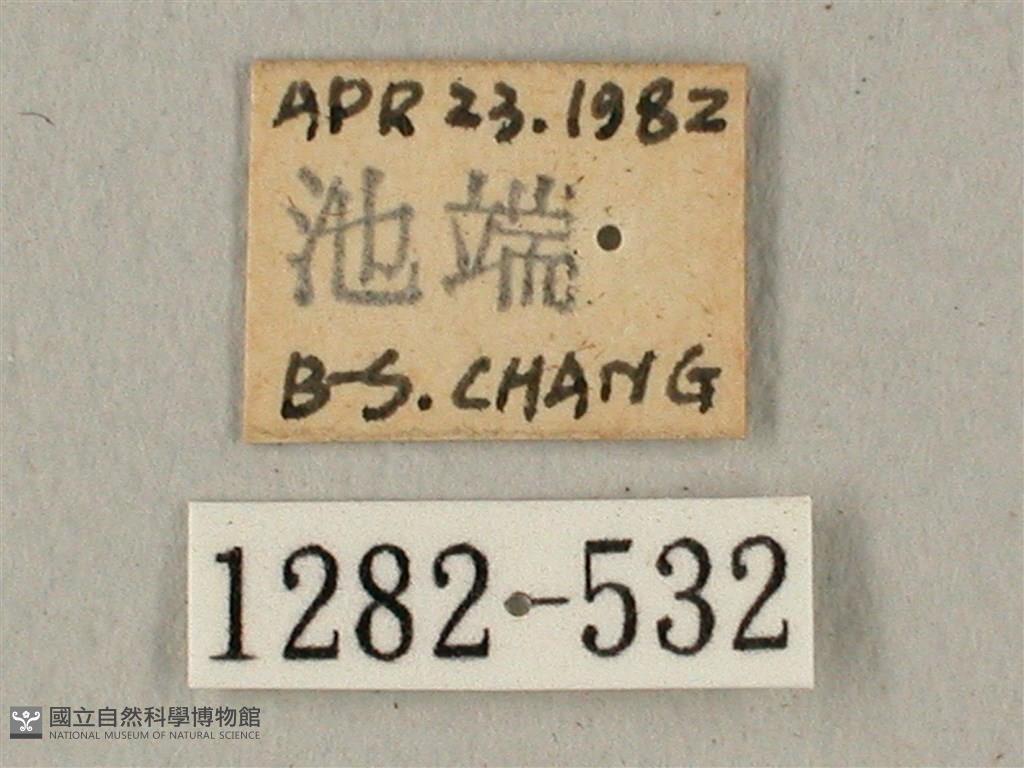 APR 23.1982
池端
B-S.CHANG
1282-532
國立自然科學博物館
NATIONAL MUSEUM OF NATURAL SCIENCE